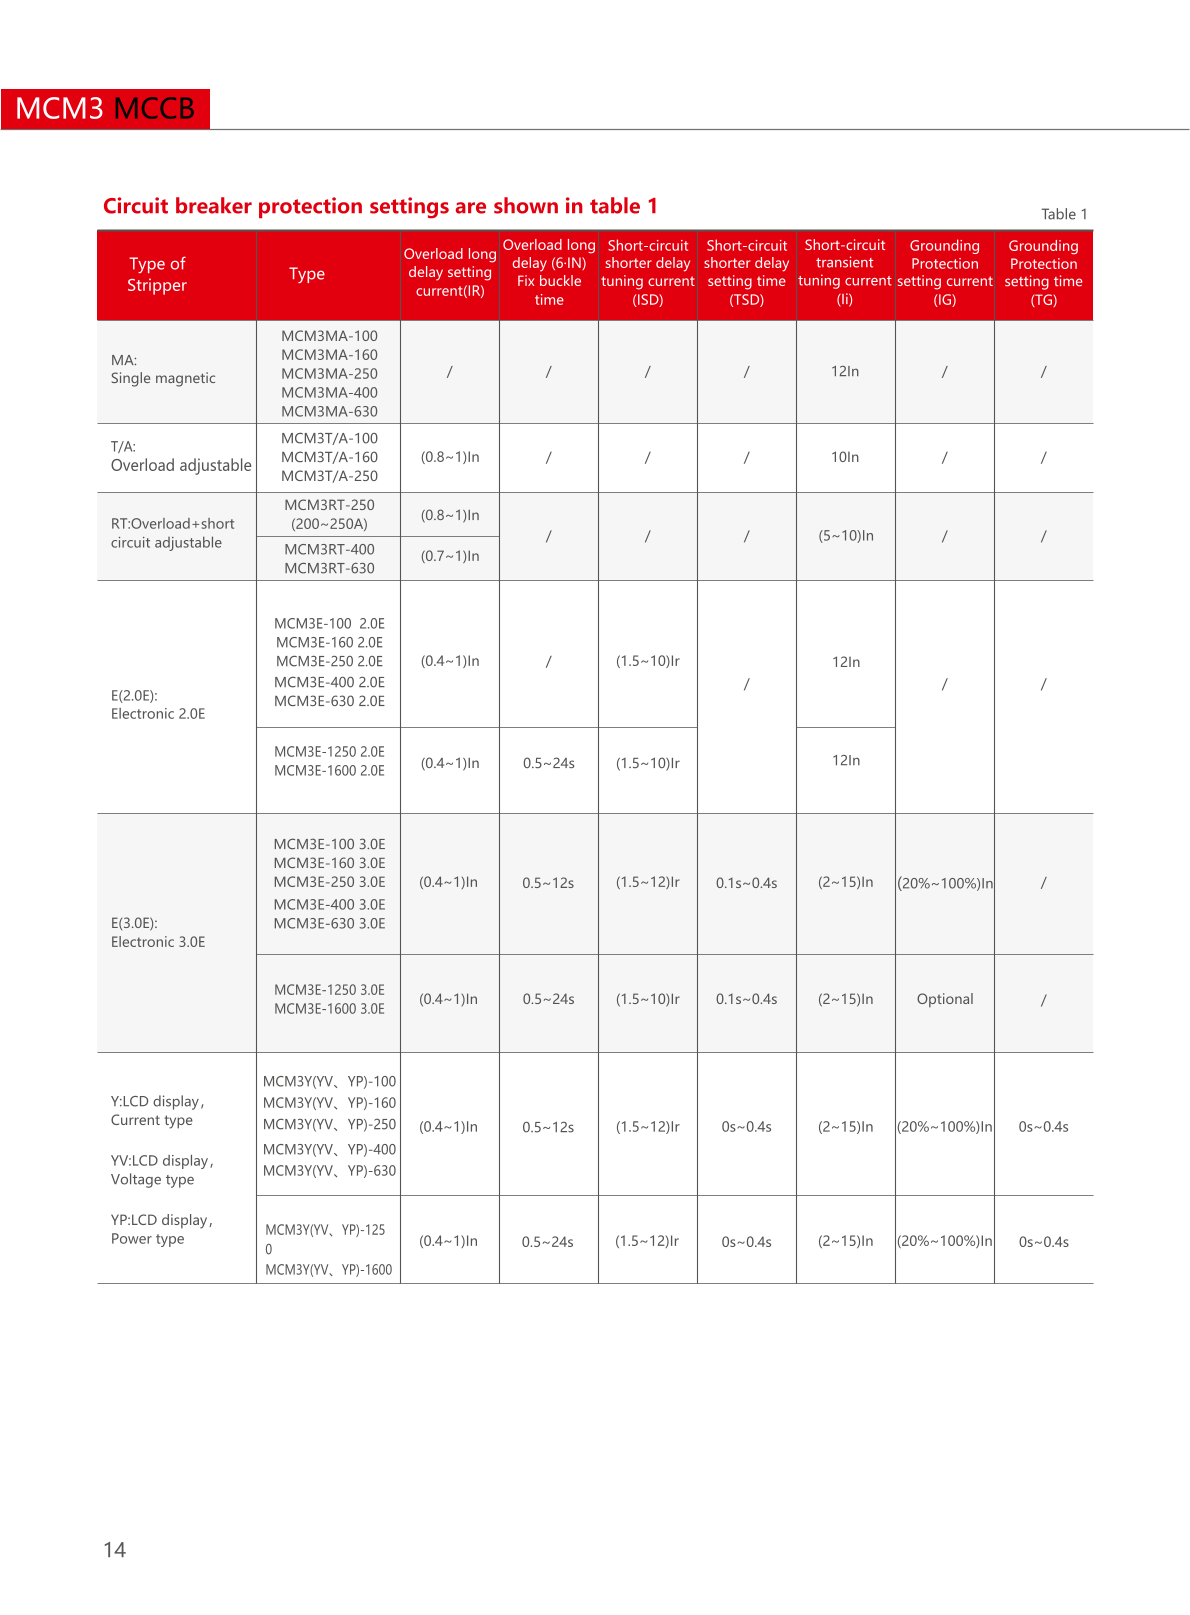 MCM3 MCCB
Circuit breaker protection settings are shown in table 1
Table 1
Type of
Stripper
Type
Overload long
delay setting
current(IR)
Overload long
delay (6·IN)
Fix buckle
time
Short-circuit
shorter delay
tuning current
(ISD)
Short-circuit
shorter delay
setting time
(TSD)
Short-circuit
transient
tuning current
(Ii)
Grounding
Protection
setting current
(IG)
Grounding
Protection
setting time
(TG)
MA:
Single magnetic
MCM3MA-100
MCM3MA-160
MCM3MA-250
MCM3MA-400
MCM3MA-630
/
/
/
/
12In
/
/
T/A:
Overload adjustable
MCM3T/A-100
MCM3T/A-160
MCM3T/A-250
(0.8~1)In
/
/
/
10In
/
/
RT:Overload+short
circuit adjustable
MCM3RT-250
(200~250A)
(0.8~1)In
MCM3RT-400
MCM3RT-630
(0.7~1)In
/
/
/
(5~10)In
/
/
E(2.0E):
Electronic 2.0E
MCM3E-100  2.0E
MCM3E-160 2.0E
MCM3E-250 2.0E
MCM3E-400 2.0E
MCM3E-630 2.0E
(0.4~1)In
/
(1.5~10)Ir
/
12In
/
/
MCM3E-1250 2.0E
MCM3E-1600 2.0E
(0.4~1)In
0.5~24s
(1.5~10)Ir
12In
E(3.0E):
Electronic 3.0E
MCM3E-100 3.0E
MCM3E-160 3.0E
MCM3E-250 3.0E
MCM3E-400 3.0E
MCM3E-630 3.0E
(0.4~1)In
0.5~12s
(1.5~12)Ir
0.1s~0.4s
(2~15)In
(20%~100%)In
/
MCM3E-1250 3.0E
MCM3E-1600 3.0E
(0.4~1)In
0.5~24s
(1.5~10)Ir
0.1s~0.4s
(2~15)In
Optional
/
Y:LCD display，
Current type
YV:LCD display，
Voltage type
YP:LCD display，
Power type
MCM3Y(YV、YP)-100
MCM3Y(YV、YP)-160
MCM3Y(YV、YP)-250
MCM3Y(YV、YP)-400
MCM3Y(YV、YP)-630
(0.4~1)In
0.5~12s
(1.5~12)Ir
0s~0.4s
(2~15)In
(20%~100%)In
0s~0.4s
MCM3Y(YV、YP)-125
0
MCM3Y(YV、YP)-1600
(0.4~1)In
0.5~24s
(1.5~12)Ir
0s~0.4s
(2~15)In
(20%~100%)In
0s~0.4s
14